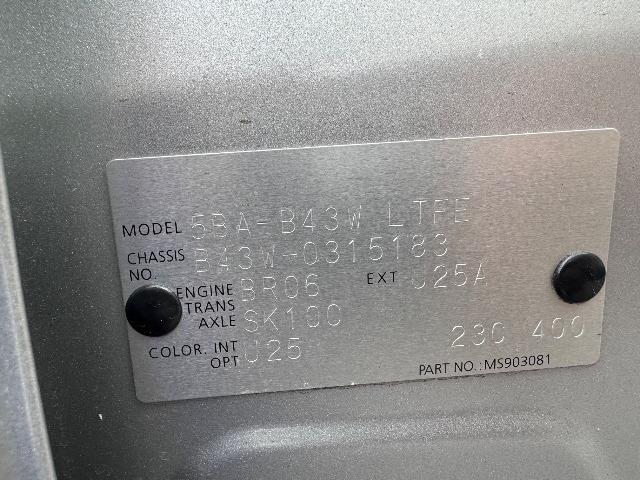 MODEL 5BA-B43W LTFE
CHASSIS NO. B43W-0315183
ENGINE BR06 EXT U25A
TRANS AXLE SK100
COLOR. INT U25 230 400
OPT
PART NO.:MS903081